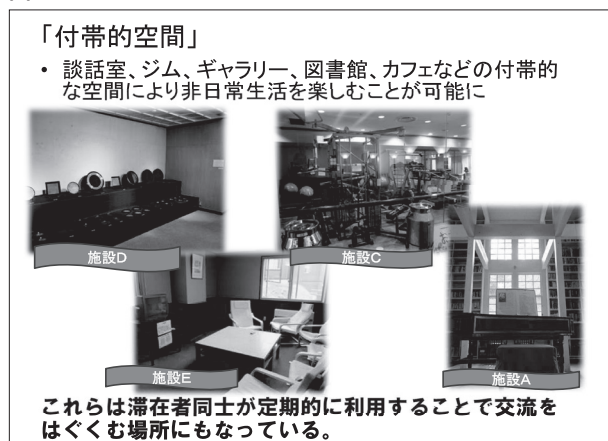 「付帯的空間」
• 談話室、ジム、ギャラリー、図書館、カフェなどの付帯的
な空間により非日常生活を楽しむことが可能に
施設D
施設C
施設E
施設A
これらは滞在者同士が定期的に利用することで交流を
はぐくむ場所にもなっている。